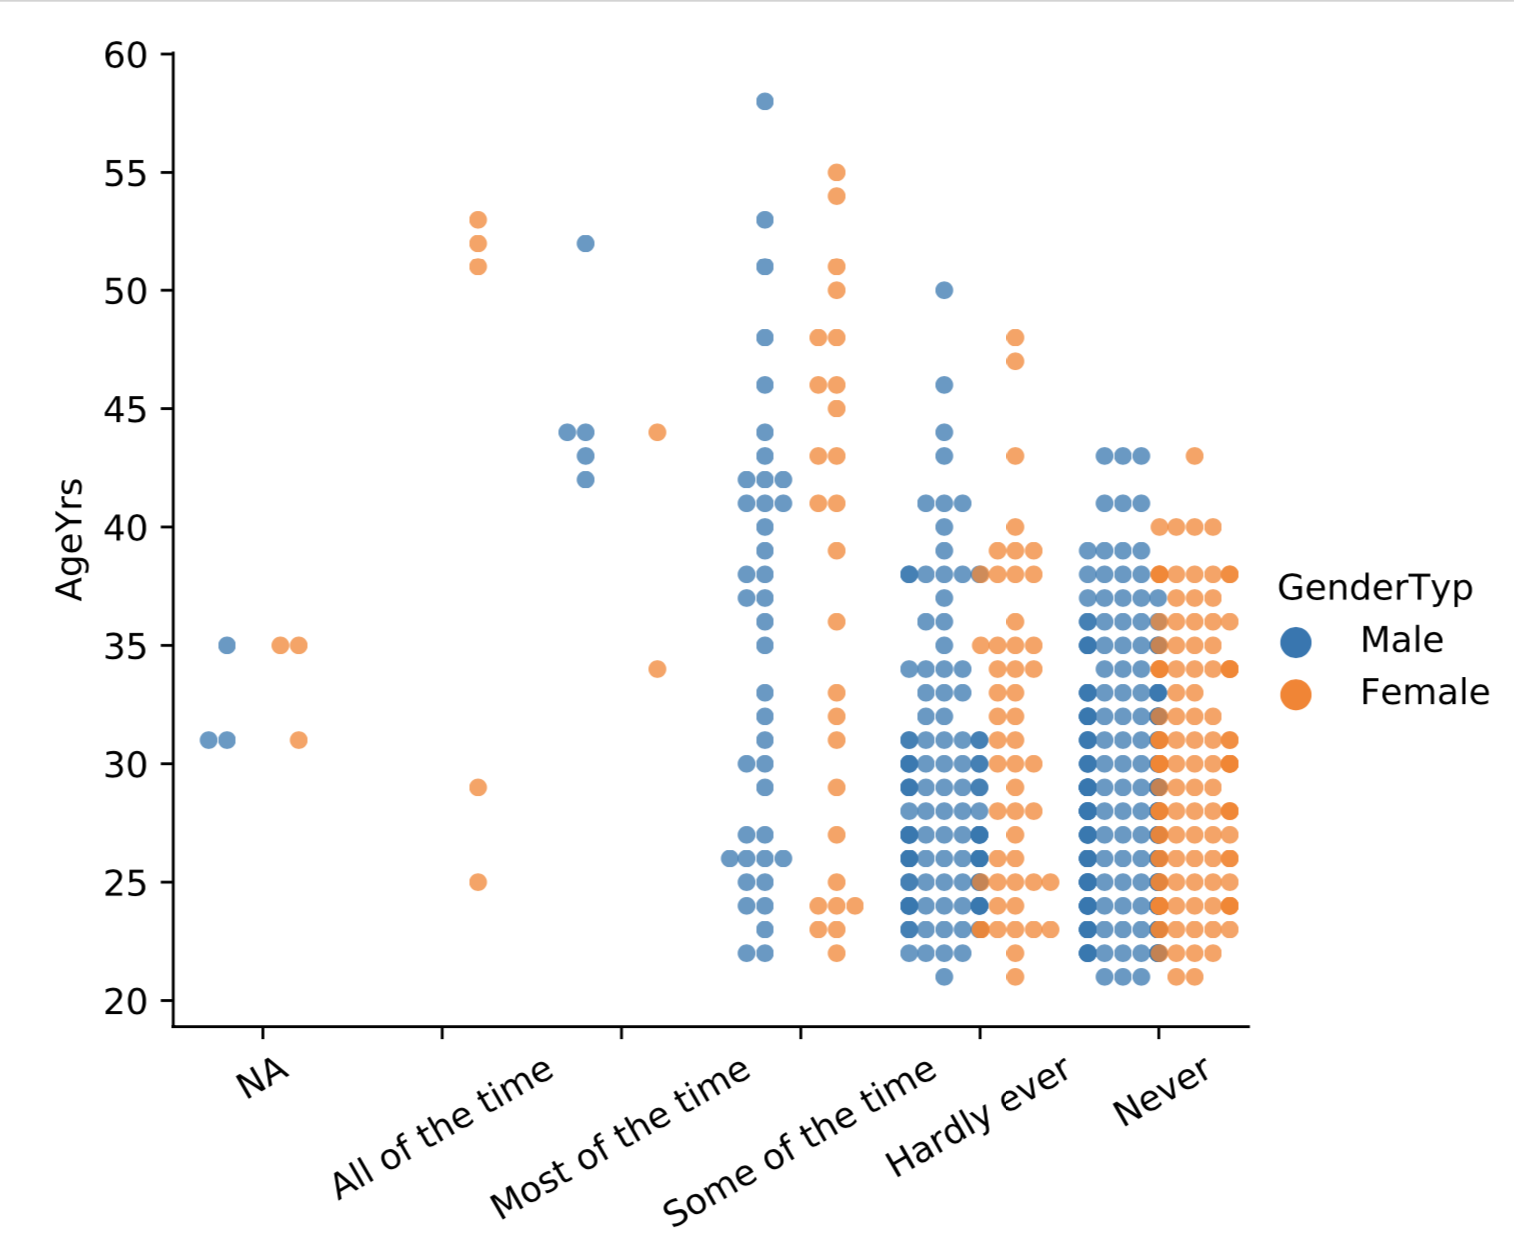 60
55
50
45
40
35
30
25
20
AgeYrs
NA
All of the time
Most of the time
Some of the time
Hardly ever
Never
GenderTyp
Male
Female